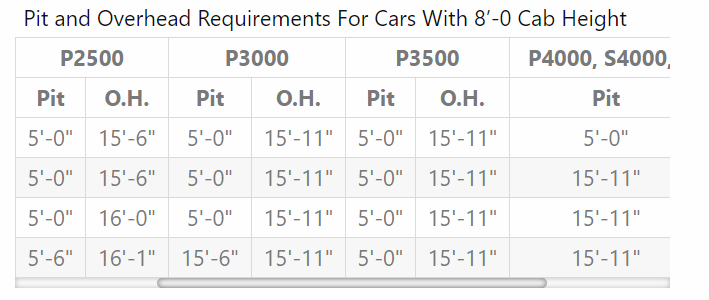 Pit and Overhead Requirements For Cars With 8’-0 Cab Height
P2500 P3000 P3500 P4000, S4000,
Pit O.H. Pit O.H. Pit O.H. Pit
5'-0" 15'-6" 5'-0" 15'-11" 5'-0" 15'-11" 5'-0"
5'-0" 15'-6" 5'-0" 15'-11" 5'-0" 15'-11" 15'-11"
5'-0" 16'-0" 5'-0" 15'-11" 5'-0" 15'-11" 15'-11"
5'-6" 16'-1" 15'-6" 15'-11" 5'-0" 15'-11" 15'-11"